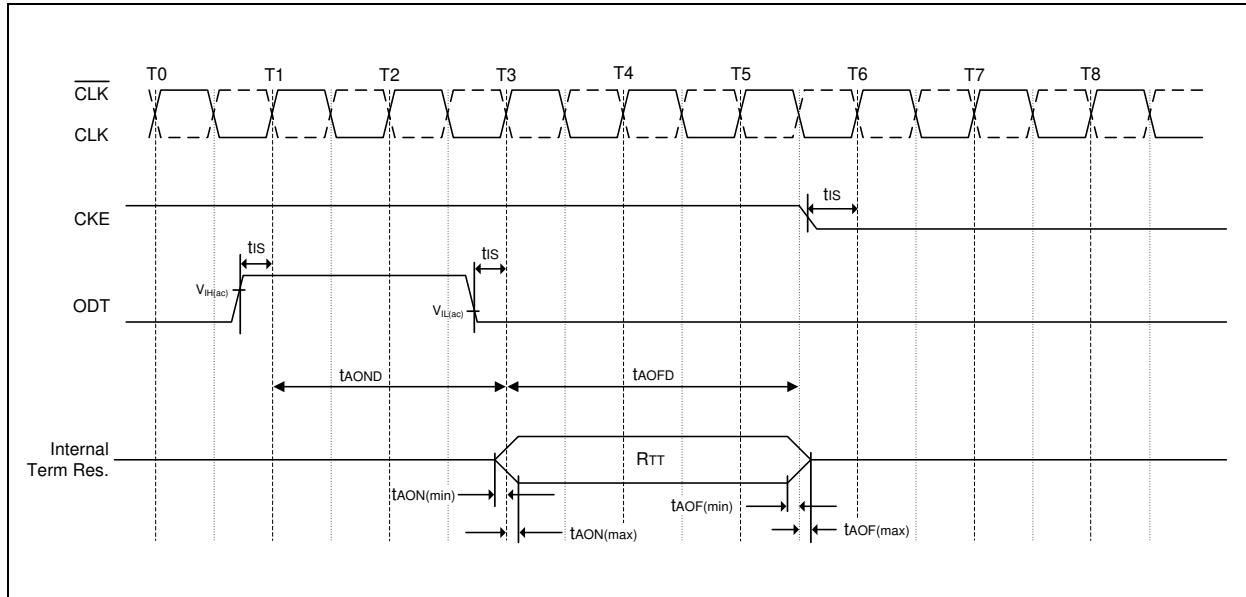 T0 T1 T2 T3 T4 T5 T6 T7 T8
CLK
CLK
tIS
CKE
tIS
tIS
VIH(ac)
ODT
VIL(ac)
tAOND
tAOFD
Internal
Term Res.
RTT
tAON(min)
tAOF(min)
tAON(max)
tAOF(max)